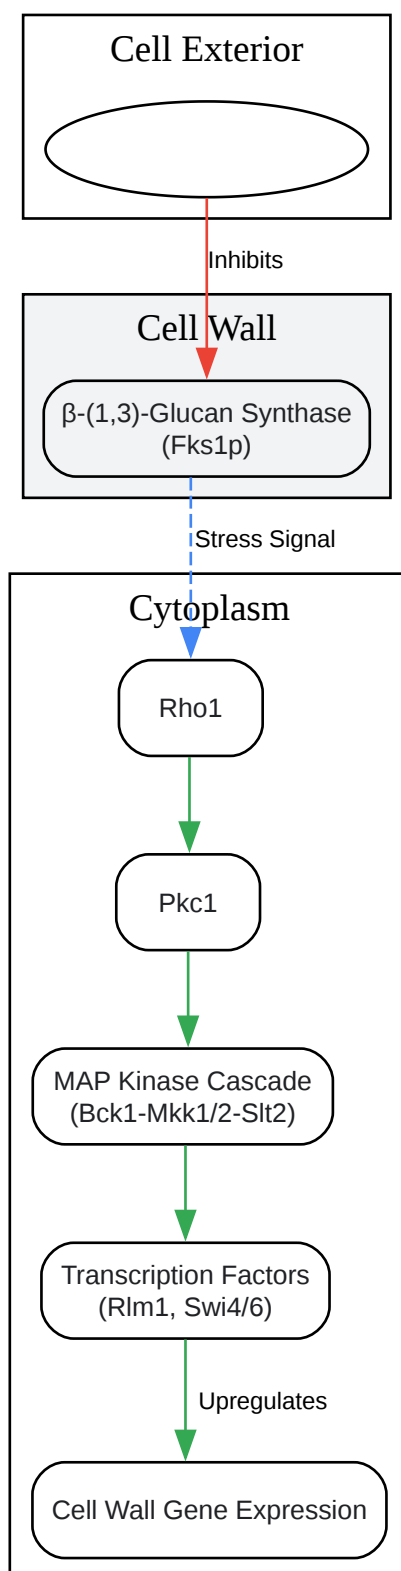 Cell Exterior
Inhibits
Cell Wall
β-(1,3)-Glucan Synthase
(Fks1p)
Stress Signal
Cytoplasm
Rho1
Pkc1
MAP Kinase Cascade
(Bck1-Mkk1/2-Slt2)
Transcription Factors
(Rlm1, Swi4/6)
Upregulates
Cell Wall Gene Expression